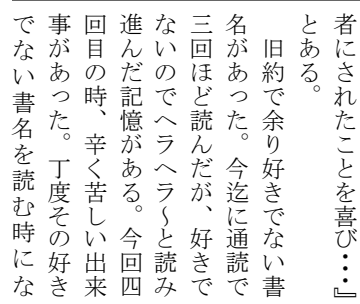 者にされたことを喜び・・・』
とある。
　旧約で余り好きでない書
名があった。今迄に通読で
三回ほど読んだが、好きで
ないのでヘラヘラ～と読み
進んだ記憶がある。今回四
回目の時、辛く苦しい出来
事があった。丁度その好き
でない書名を読む時にな